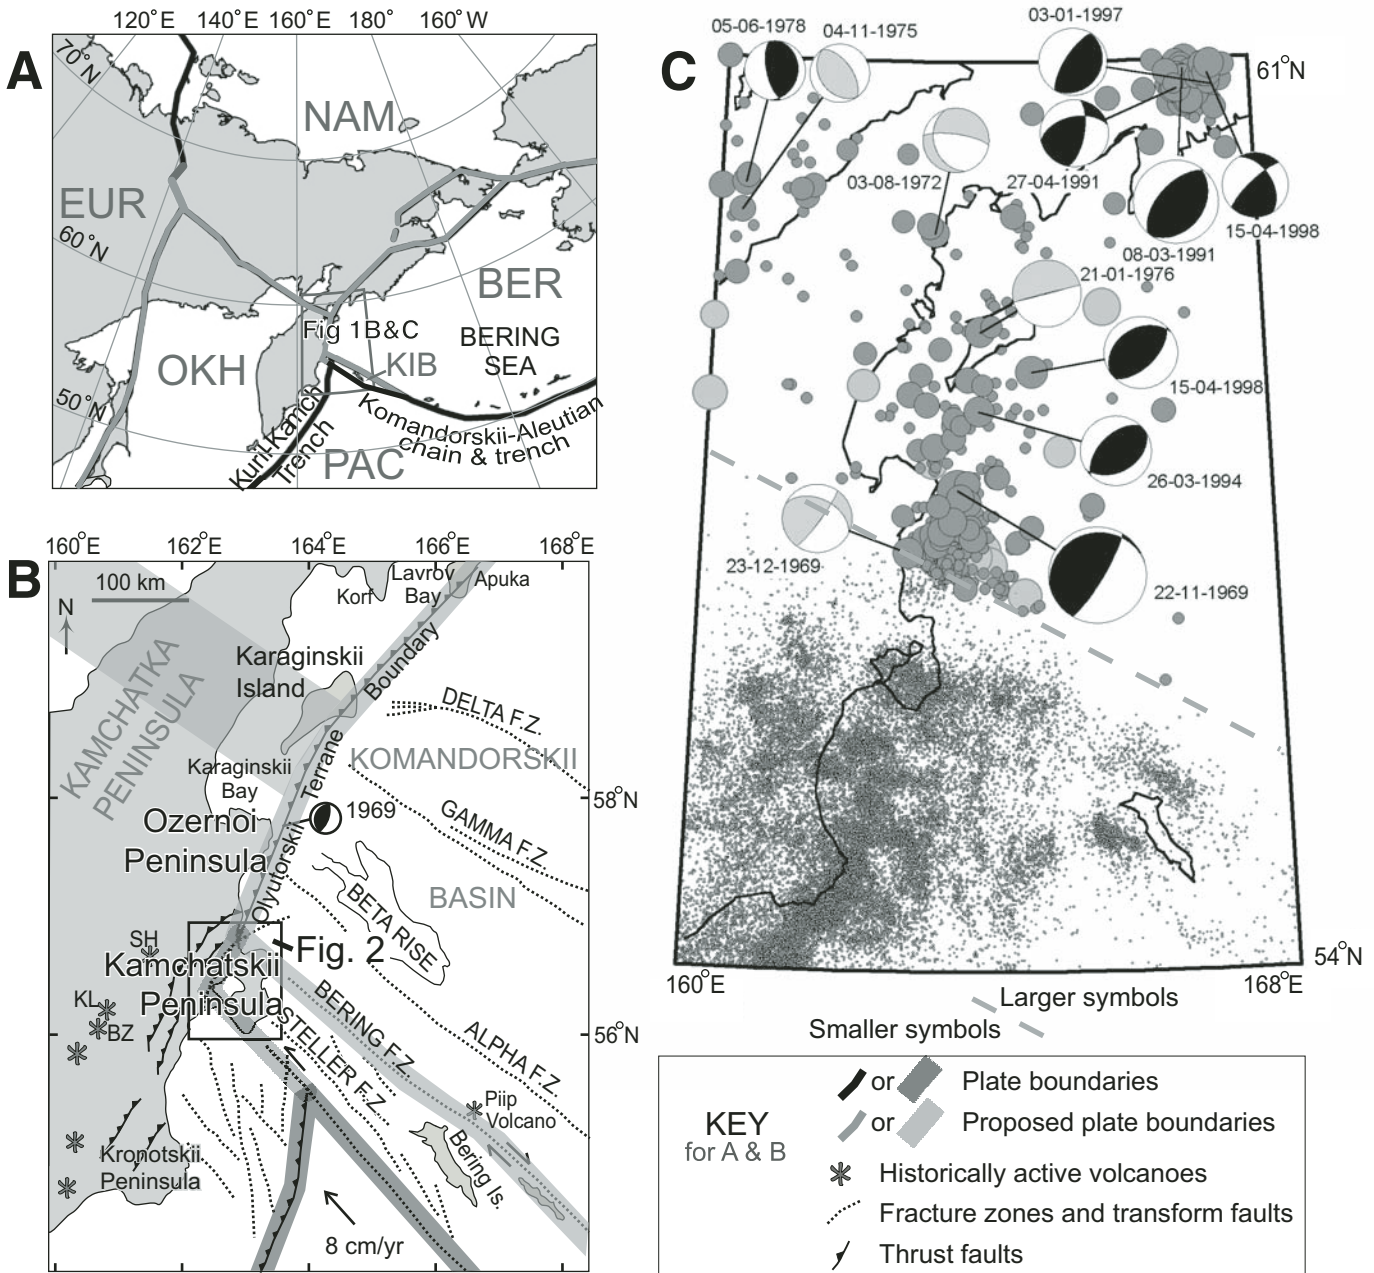 120°E 140°E 160°E 180° 160°W
A
70°N
NAM
EUR
60°N
BER
Fig 1B&C
BERING
SEA
OKH
KIB
50°N
Kuril-Kamch
Trench
Komandorskii-Aleutian
chain & trench
PAC
160°E 162°E 164°E 166°E 168°E
B
100 km
N
Korf
Lavrov
Bay
Apuka
KAMCHATKA
PENINSULA
Karaginskii
Island
Olyutorskii Terrane Boundary
DELTA F.Z.
KOMANDORSKII
Karaginskii
Bay
58°N
1969
GAMMA F.Z.
Ozernoi
Peninsula
BASIN
BETA RISE
SH
Fig. 2
Kamchatskii
Peninsula
KL
BZ
BERING F.Z.
STELLER F.Z.
ALPHA F.Z.
56°N
Piip
Volcano
Kronotskii
Peninsula
Bering Is.
8 cm/yr
C
05-06-1978
04-11-1975
03-01-1997
61°N
03-08-1972
27-04-1991
08-03-1991
15-04-1998
21-01-1976
15-04-1998
26-03-1994
23-12-1969
22-11-1969
54°N
160°E
168°E
Larger symbols
Smaller symbols
KEY
for A & B
or Plate boundaries
or Proposed plate boundaries
Historically active volcanoes
Fracture zones and transform faults
Thrust faults